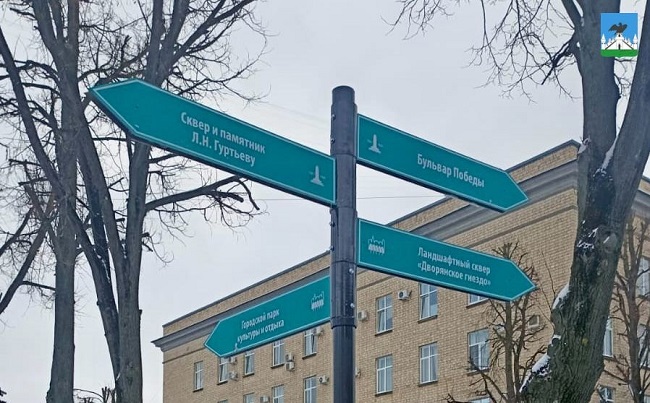 Сквер и памятник
Л.Н. Гуртьеву
Бульвар Победы
Ландшафтный сквер
«Дворянское гнездо»
Городской парк
культуры и отдыха